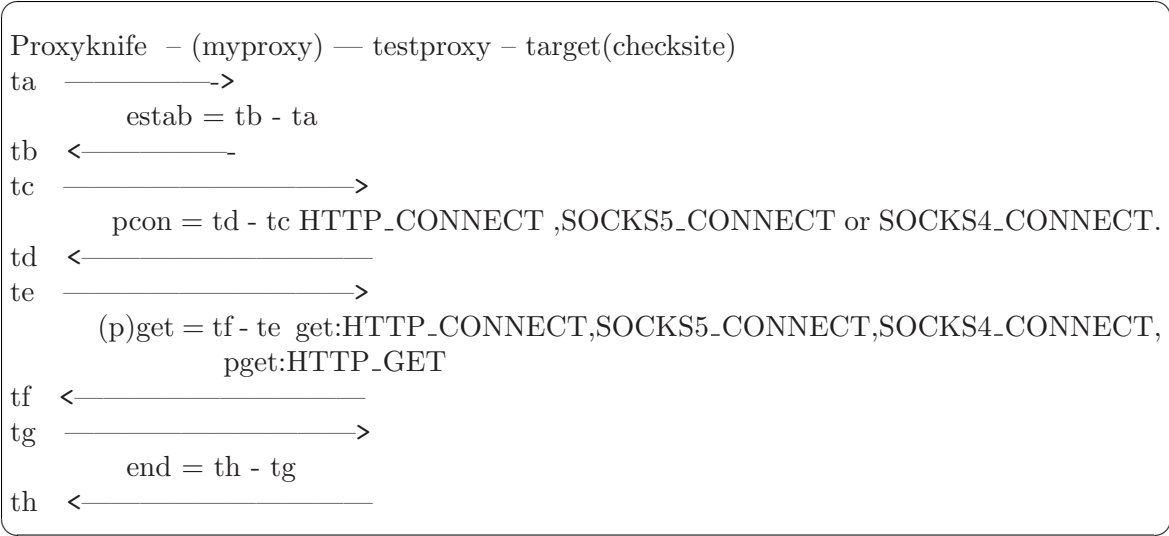 Proxyknife – (myproxy) — testproxy – target(checksite)
ta —————->
estab = tb - ta
tb <—————-
tc ——————————>
pcon = td - tc HTTP_CONNECT ,SOCKS5_CONNECT or SOCKS4_CONNECT.
td <——————————
te ——————————>
(p)get = tf - te get:HTTP_CONNECT,SOCKS5_CONNECT,SOCKS4_CONNECT,
pget:HTTP_GET
tf <——————————
tg ——————————>
end = th - tg
th <——————————